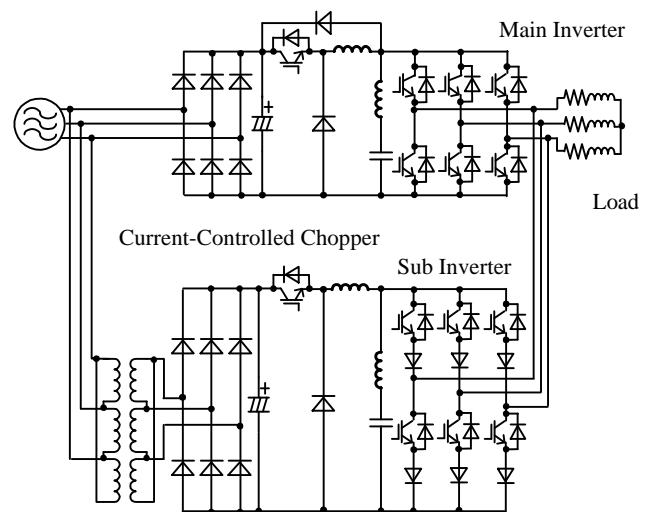 Main Inverter
+
Load
Current-Controlled Chopper
Sub Inverter
+